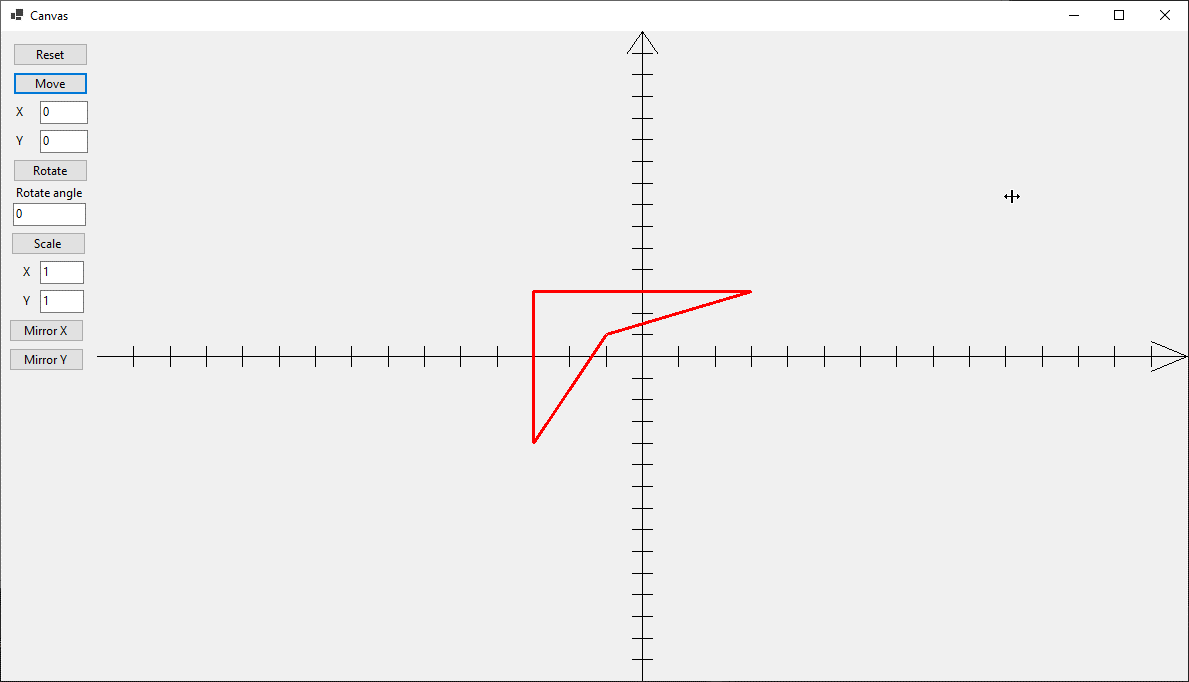 Canvas
Reset
Move
X 0
Y 0
Rotate
Rotate angle
0
Scale
X 1
Y 1
Mirror X
Mirror Y